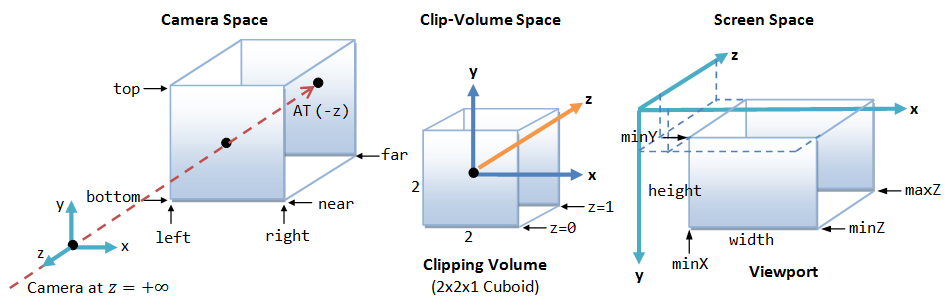 Camera Space
top
AT (-z)
far
bottom
near
y
left
right
z
x
Camera at z = +∞
Clip-Volume Space
y
z
x
2
z=1
z=0
2
Clipping Volume
(2x2x1 Cuboid)
Screen Space
z
x
minY
height
maxZ
minZ
width
minX
y
Viewport